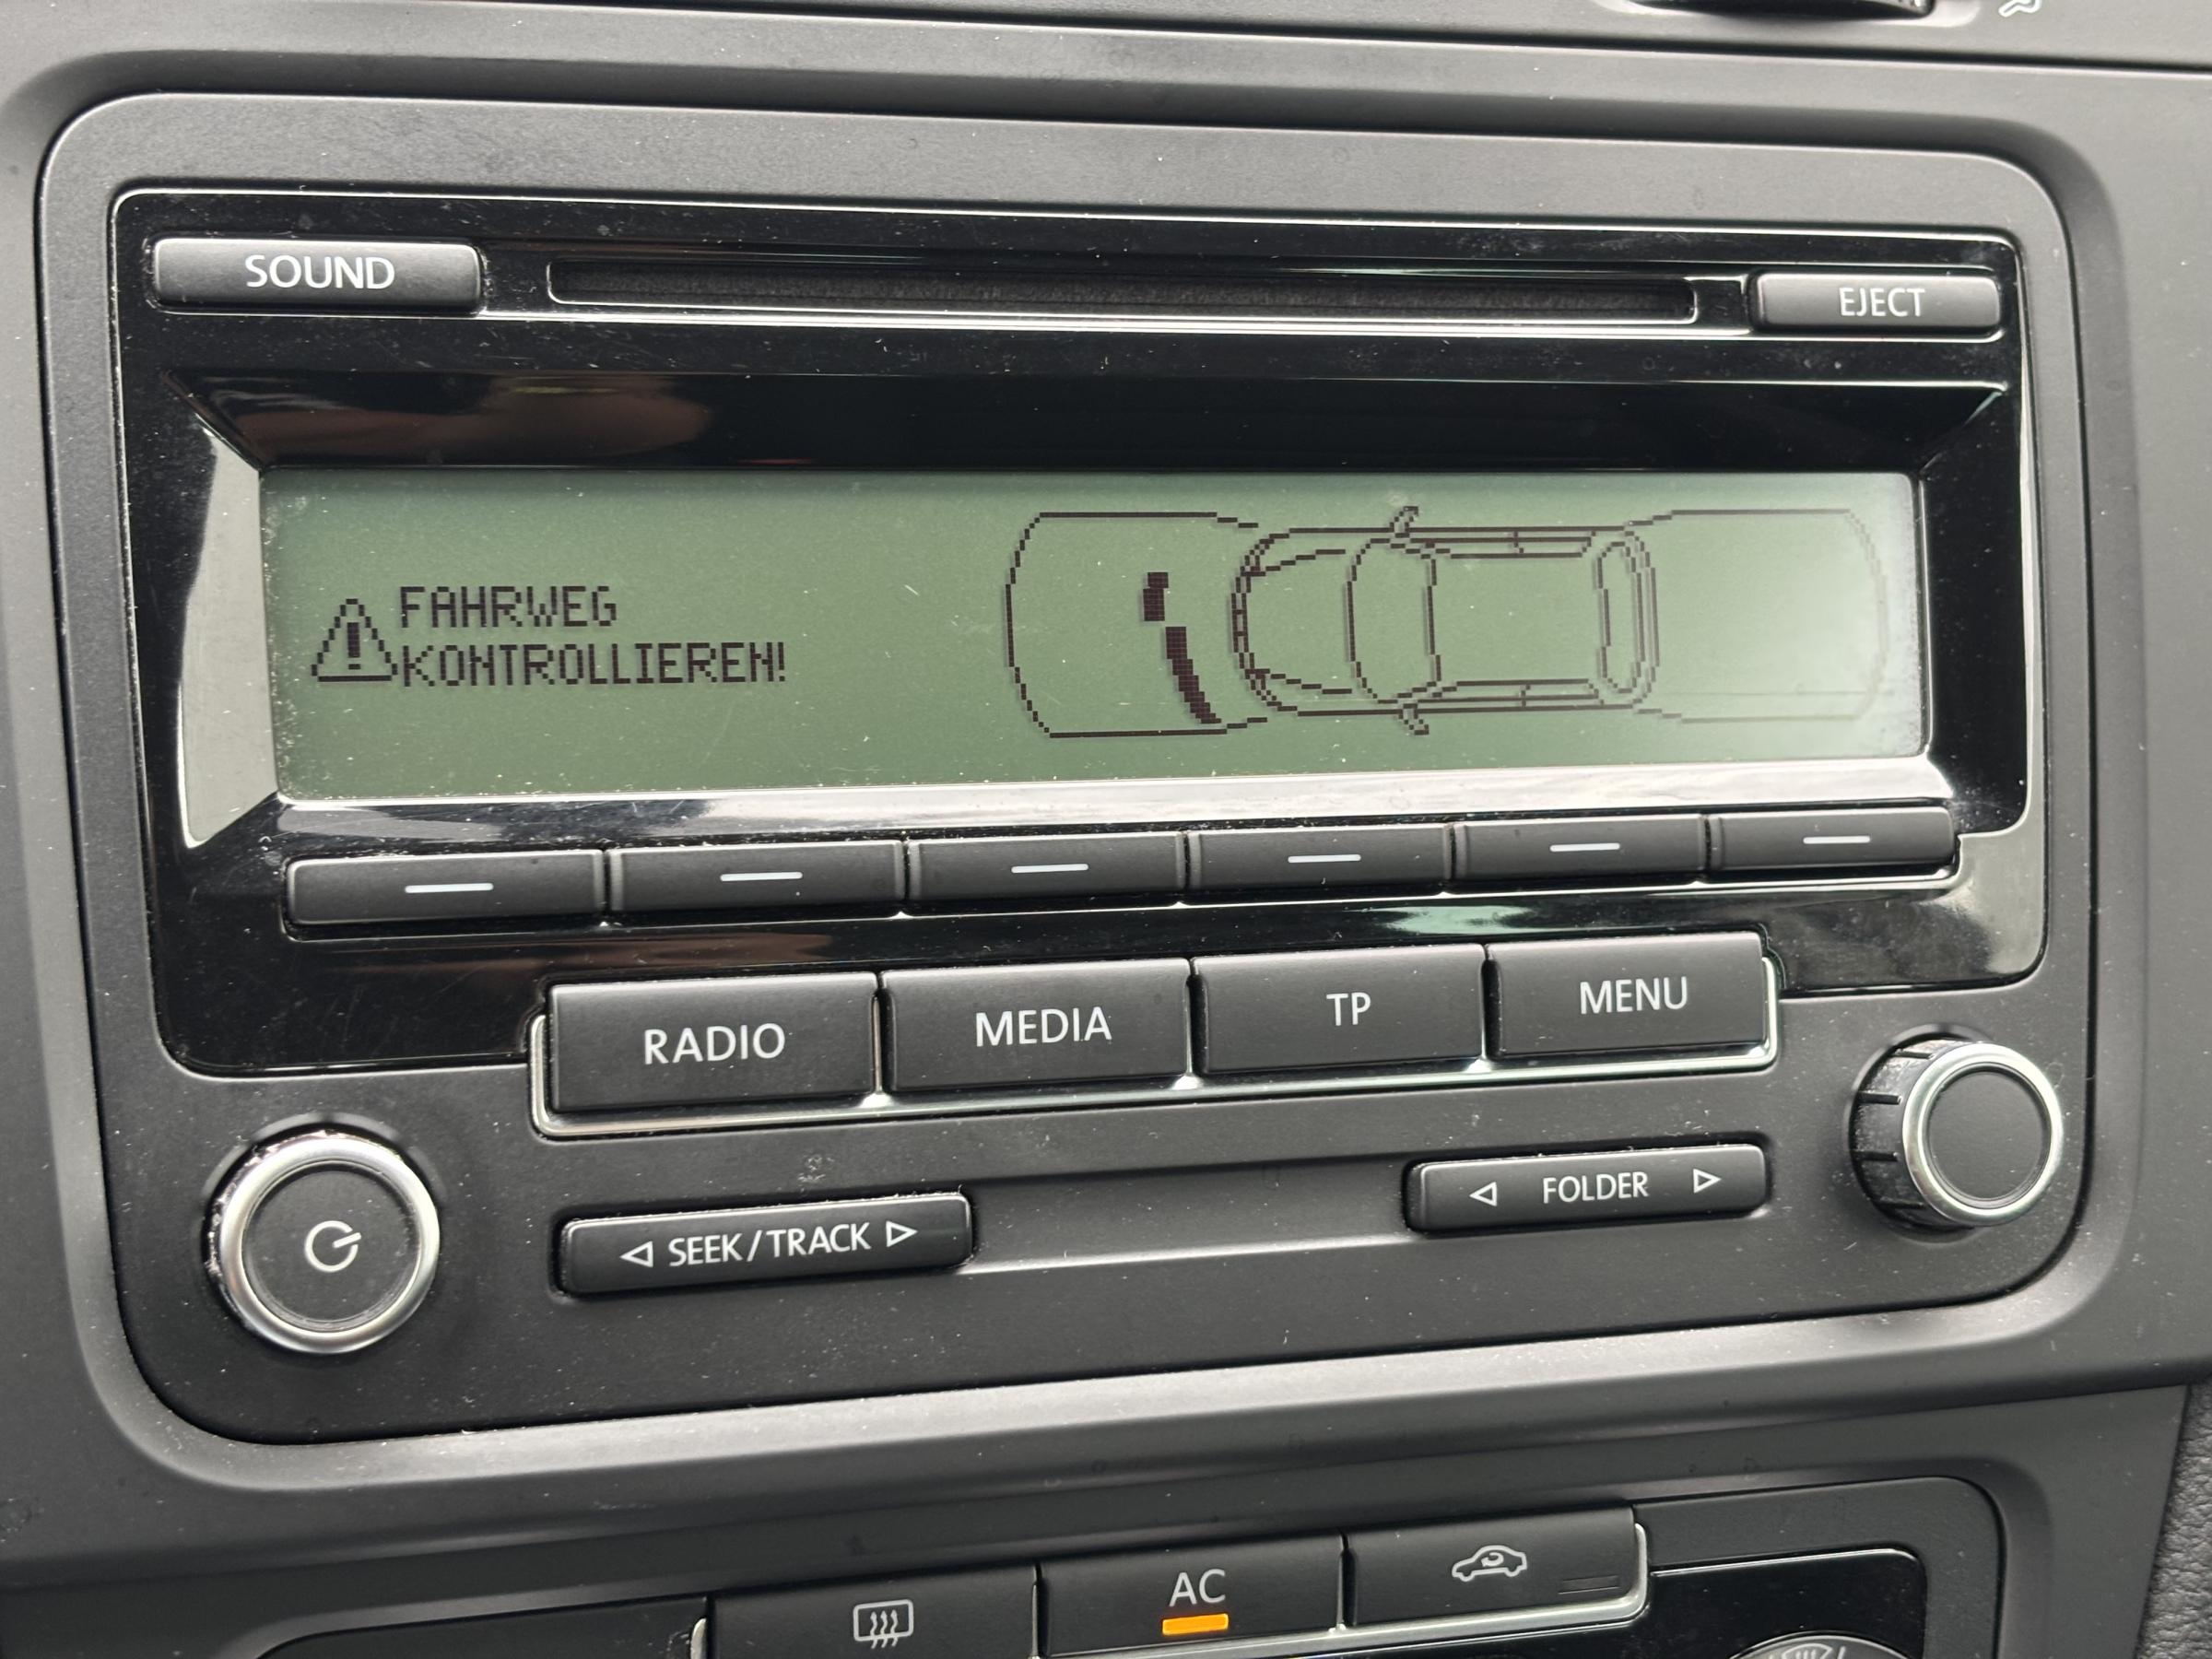 SOUND
EJECT
FAHRWEG
KONTROLLIEREN!
RADIO
MEDIA
TP
MENU
SEEK/TRACK
FOLDER
AC